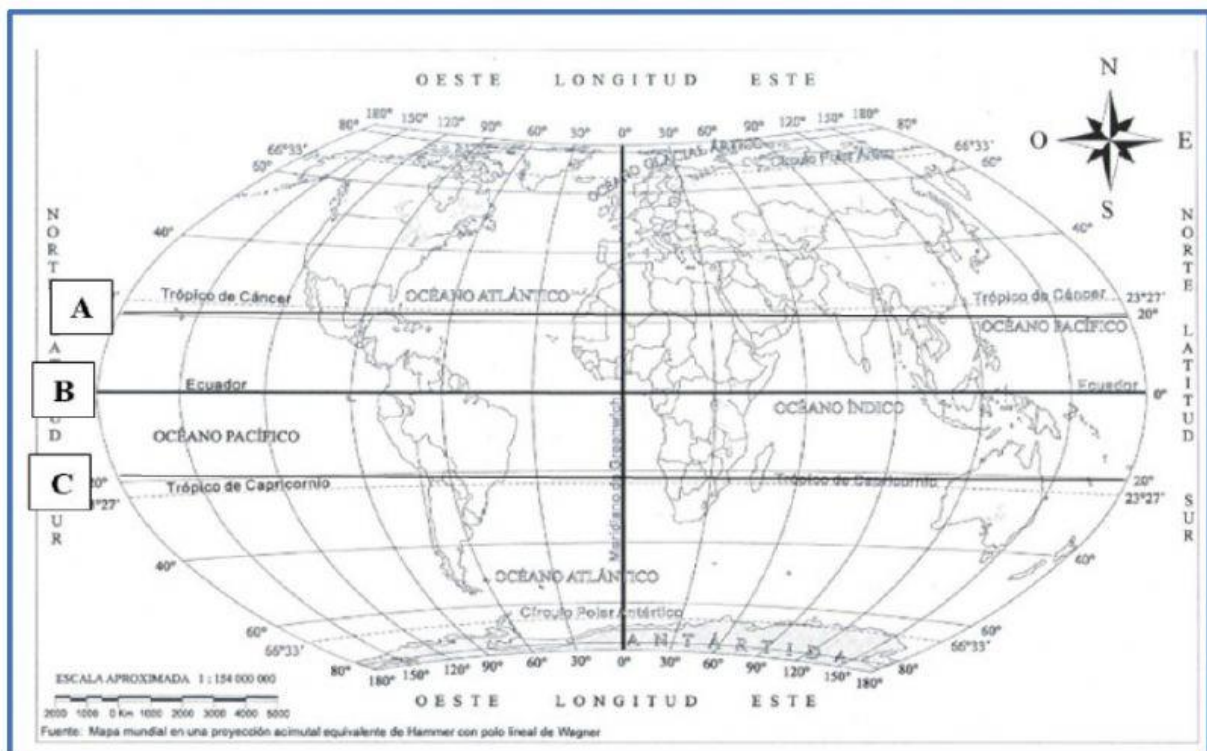 OESTE LONGITUD ESTE
180° 150° 120° 90° 60° 30° 0° 30° 60° 90° 120° 150° 180°
80° 80°
66°33´ 66°33´
60° 60°
N
O E
S
OCÉANO GLACIAL ÁRTICO
Círculo Polar Ártico
40° 40°
NORTE
LATITUD
SUR
A
Trópico de Cáncer
OCÉANO ATLÁNTICO
Trópico de Cáncer
23°27´
20°
OCÉANO PACÍFICO
B
Ecuador
Ecuador
0°
OCÉANO ÍNDICO
OCÉANO PACÍFICO
Meridiano de Greenwich
C
20°
Trópico de Capricornio
Trópico de Capricornio
20°
23°27´
40° 40°
OCÉANO ATLÁNTICO
Círculo Polar Antártico
60° 60°
ANTÁRTIDA
66°33´ 66°33´
80° 80°
180° 150° 120° 90° 60° 30° 0° 30° 60° 90° 120° 150° 180°
OESTE LONGITUD ESTE
ESCALA APROXIMADA 1 : 154 000 000
2000 1000 0 Km 1000 2000 3000 4000 5000
Fuente: Mapa mundial en una proyección acimutal equivalente de Hammer con polo lineal de Wagner
NORTE
LATITUD
SUR